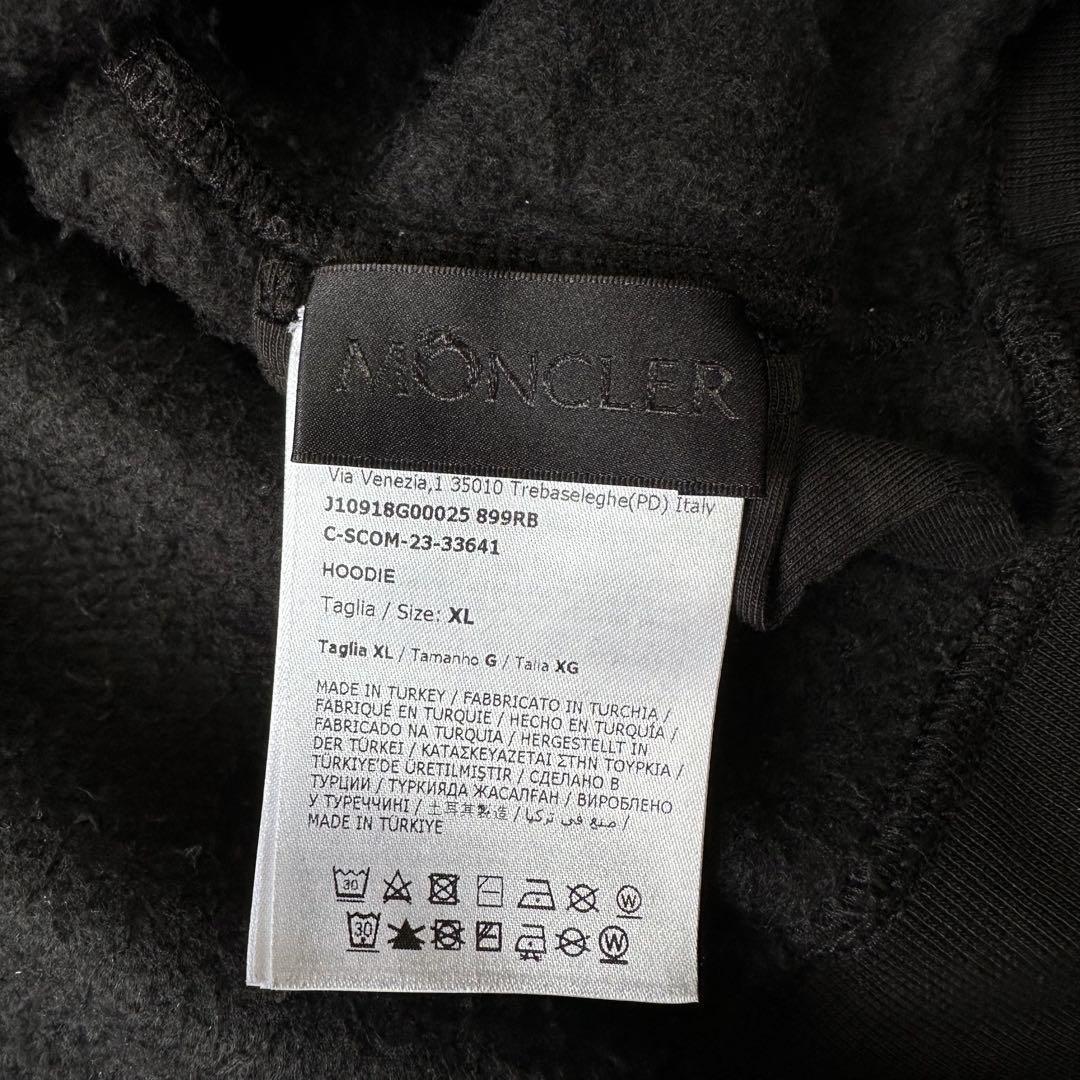 MONCLER
Via Venezia,1 35010 Trebaseleghe(PD) Italy
J10918G00025 899RB
C-SCOM-23-33641
HOODIE
Taglia / Size: XL
Taglia XL / Tamanho G / Talla XG
MADE IN TURKEY / FABBRICATO IN TURCHIA /
FABRIQUÉ EN TURQUIE / HECHO EN TURQUÍA /
FABRICADO NA TURQUIA / HERGESTELLT IN
DER TÜRKEI / ΚΑΤΑΣΚΕΥΑΖΕΤΑΙ ΣΤΗΝ ΤΟΥΡΚΙΑ /
TÜRKIYE'DE ÜRETILMIŞTIR / СДЕЛАНО В
ТУРЦИИ / ТҮРКИЯДА ЖАСАЛҒАН / ВИРОБЛЕНО
У ТУРЕЧЧИНІ / 土耳其製造 / صنع في تركيا /
MADE IN TÜRKIYE
30 W
30 W